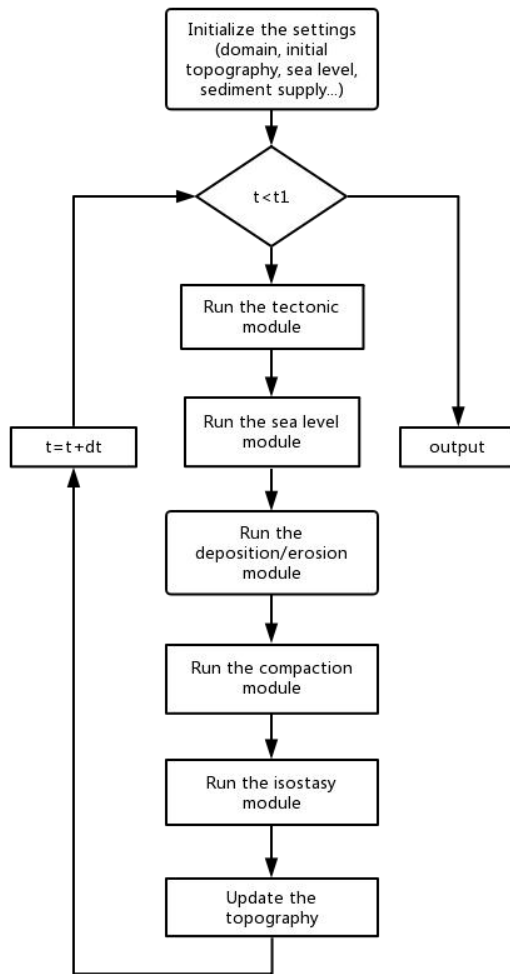 Initialize the settings
(domain, initial
topography, sea level,
sediment supply...)
t<t1
Run the tectonic
module
Run the sea level
module
t=t+dt
output
Run the
deposition/erosion
module
Run the compaction
module
Run the isostasy
module
Update the
topography